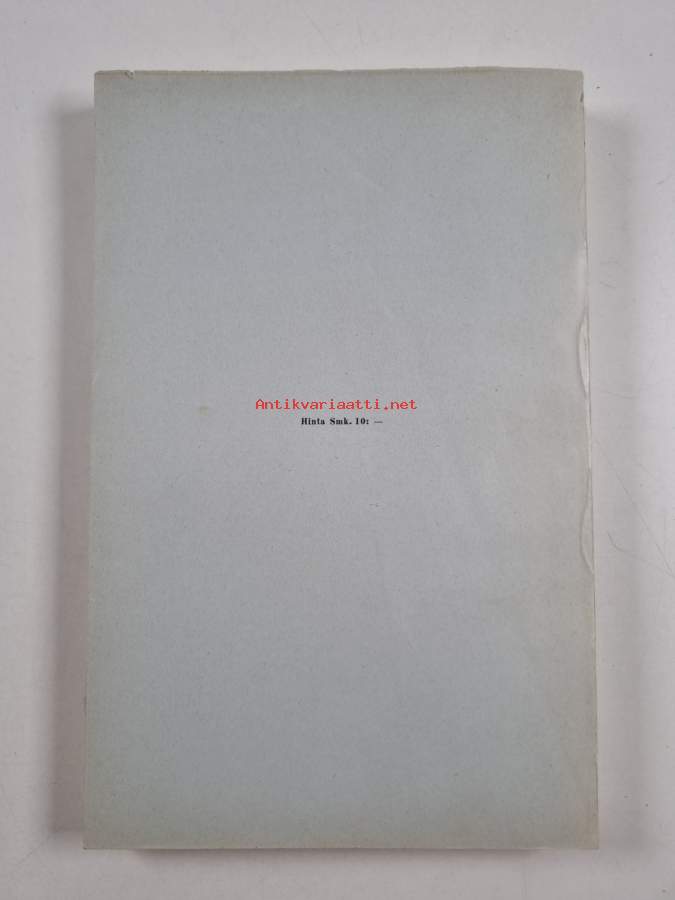 Antikvariaatti.net
Hinta Smk. 10: —